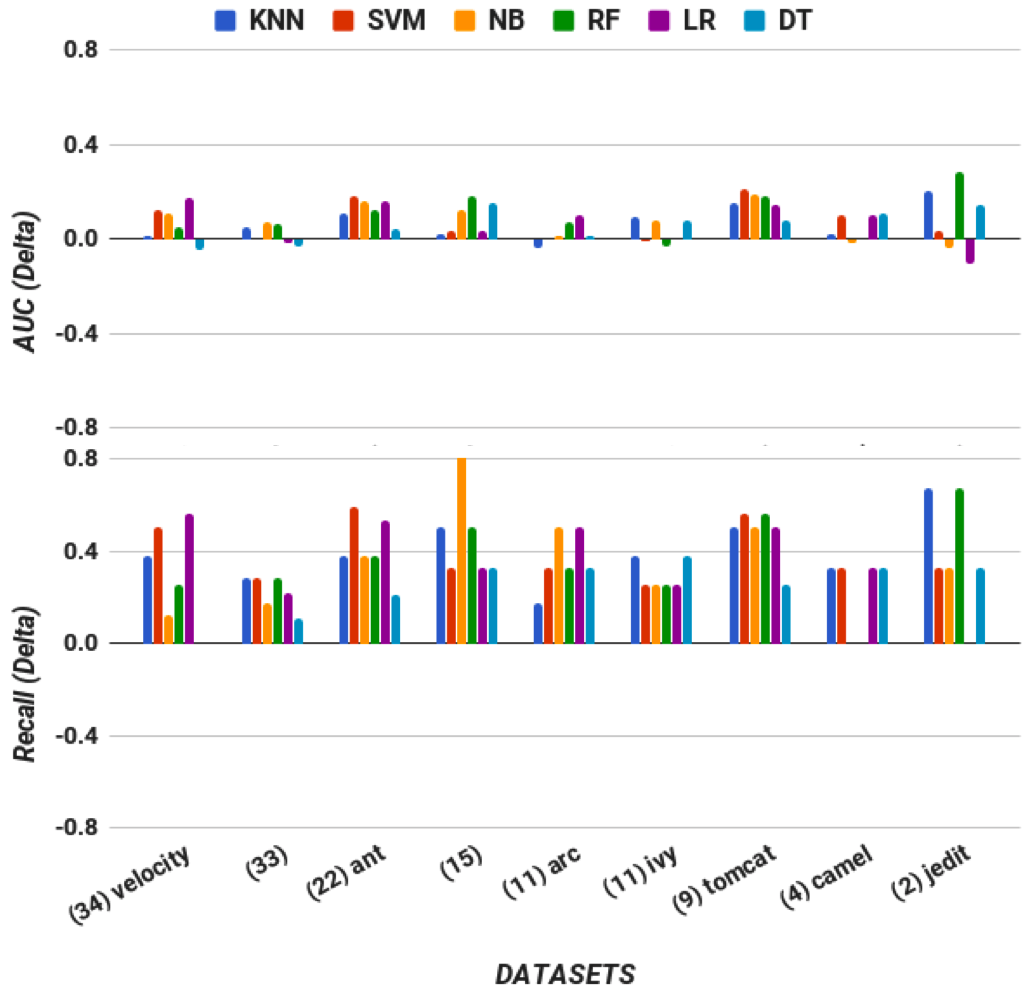 KNN SVM NB RF LR DT
0.8
0.4
0.0
-0.4
-0.8
AUC (Delta)
0.8
0.4
0.0
-0.4
-0.8
Recall (Delta)
(34) velocity (33) (22) ant (15) (11) arc (11) ivy (9) tomcat (4) camel (2) jedit
DATASETS